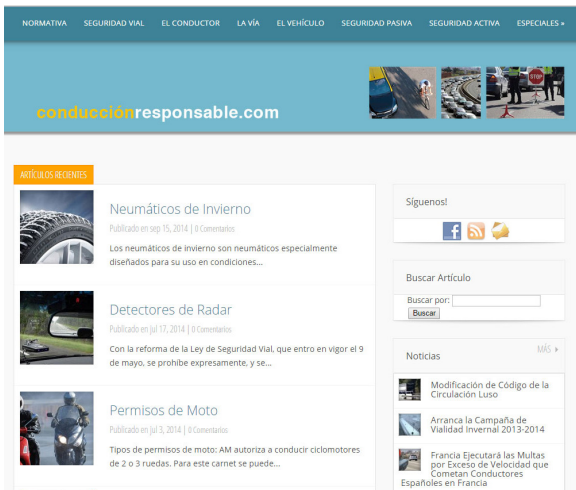 NORMATIVA SEGURIDAD VIAL EL CONDUCTOR LA VÍA EL VEHÍCULO SEGURIDAD PASIVA SEGURIDAD ACTIVA ESPECIALES »
STOP
conducciónresponsable.com
ARTÍCULOS RECIENTES
Neumáticos de Invierno
Publicado en sep 15, 2014 | 0 Comentarios
Los neumáticos de invierno son neumáticos especialmente
diseñados para su uso en condiciones...
Detectores de Radar
Publicado en jul 17, 2014 | 0 Comentarios
Con la reforma de la Ley de Seguridad Vial, que entro en vigor el 9
de mayo, se prohíbe expresamente, y se...
Permisos de Moto
Publicado en jul 3, 2014 | 0 Comentarios
Tipos de permisos de moto: AM autoriza a conducir ciclomotores
de 2 o 3 ruedas. Para este carnet se puede...
Síguenos!
Buscar Artículo
Buscar por:
Buscar
Noticias
MÁS
Modificación de Código de la
Circulación Luso
Arranca la Campaña de
Vialidad Invernal 2013-2014
Francia Ejecutará las Multas
por Exceso de Velocidad que
Cometan Conductores
Españoles en Francia